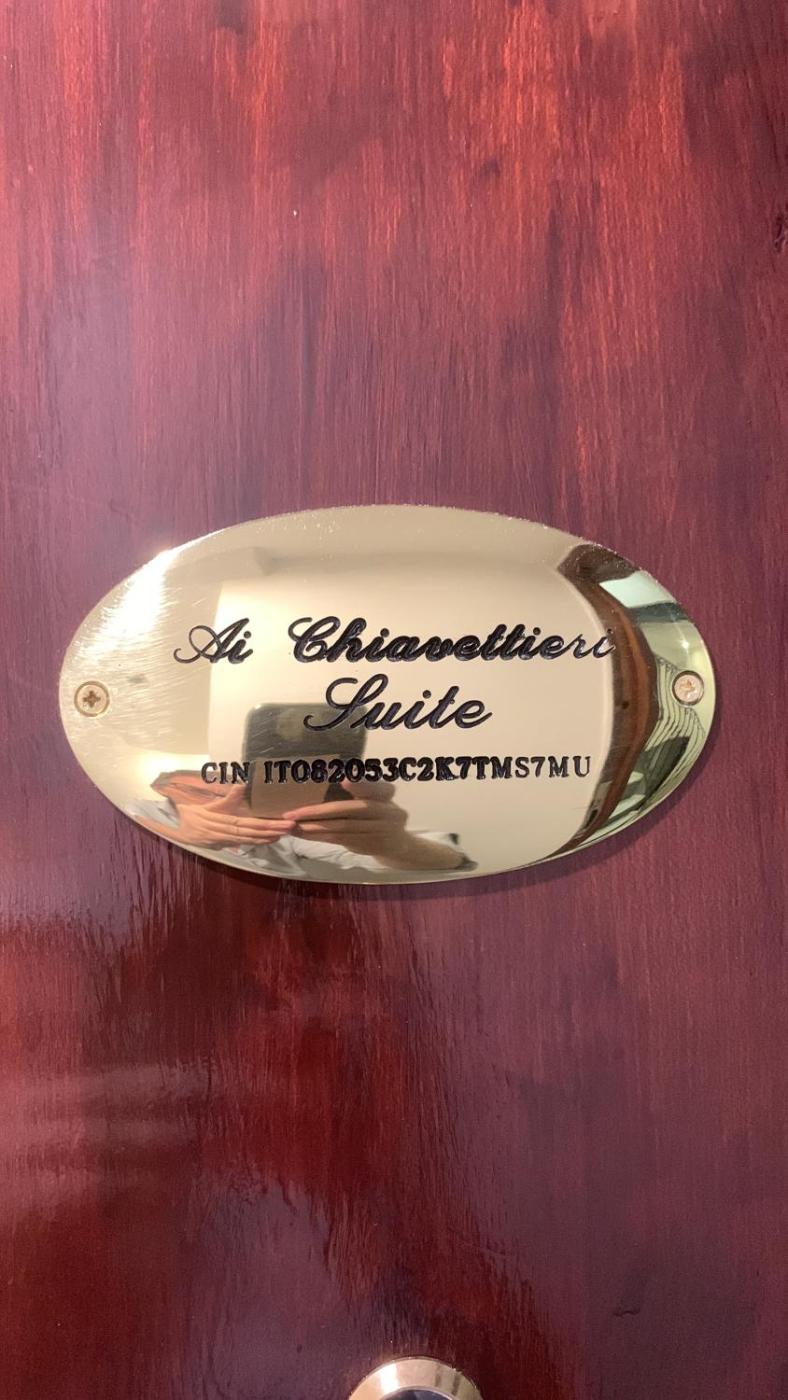 Ai Chiavettieri
Suite
CIN IT082053C2K7TMS7MU